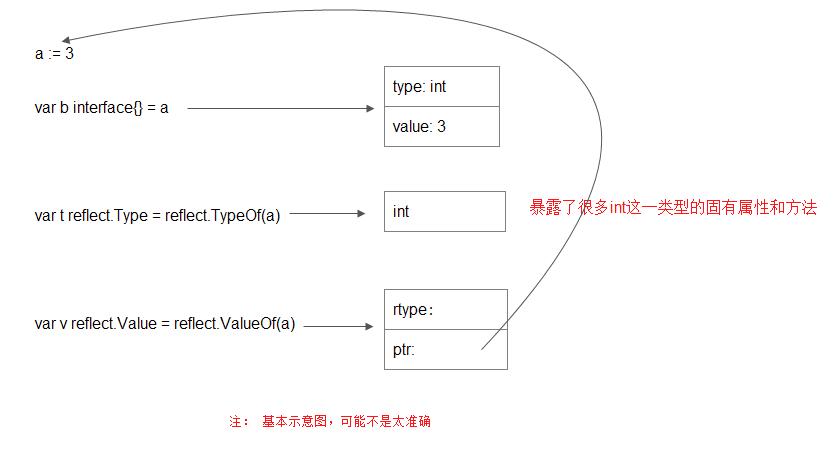 a := 3
type: int
var b interface{} = a
value: 3
var t reflect.Type = reflect.TypeOf(a)
int
暴露了很多int这一类型的固有属性和方法
rtype：
var v reflect.Value = reflect.ValueOf(a)
ptr:
注： 基本示意图，可能不是太准确